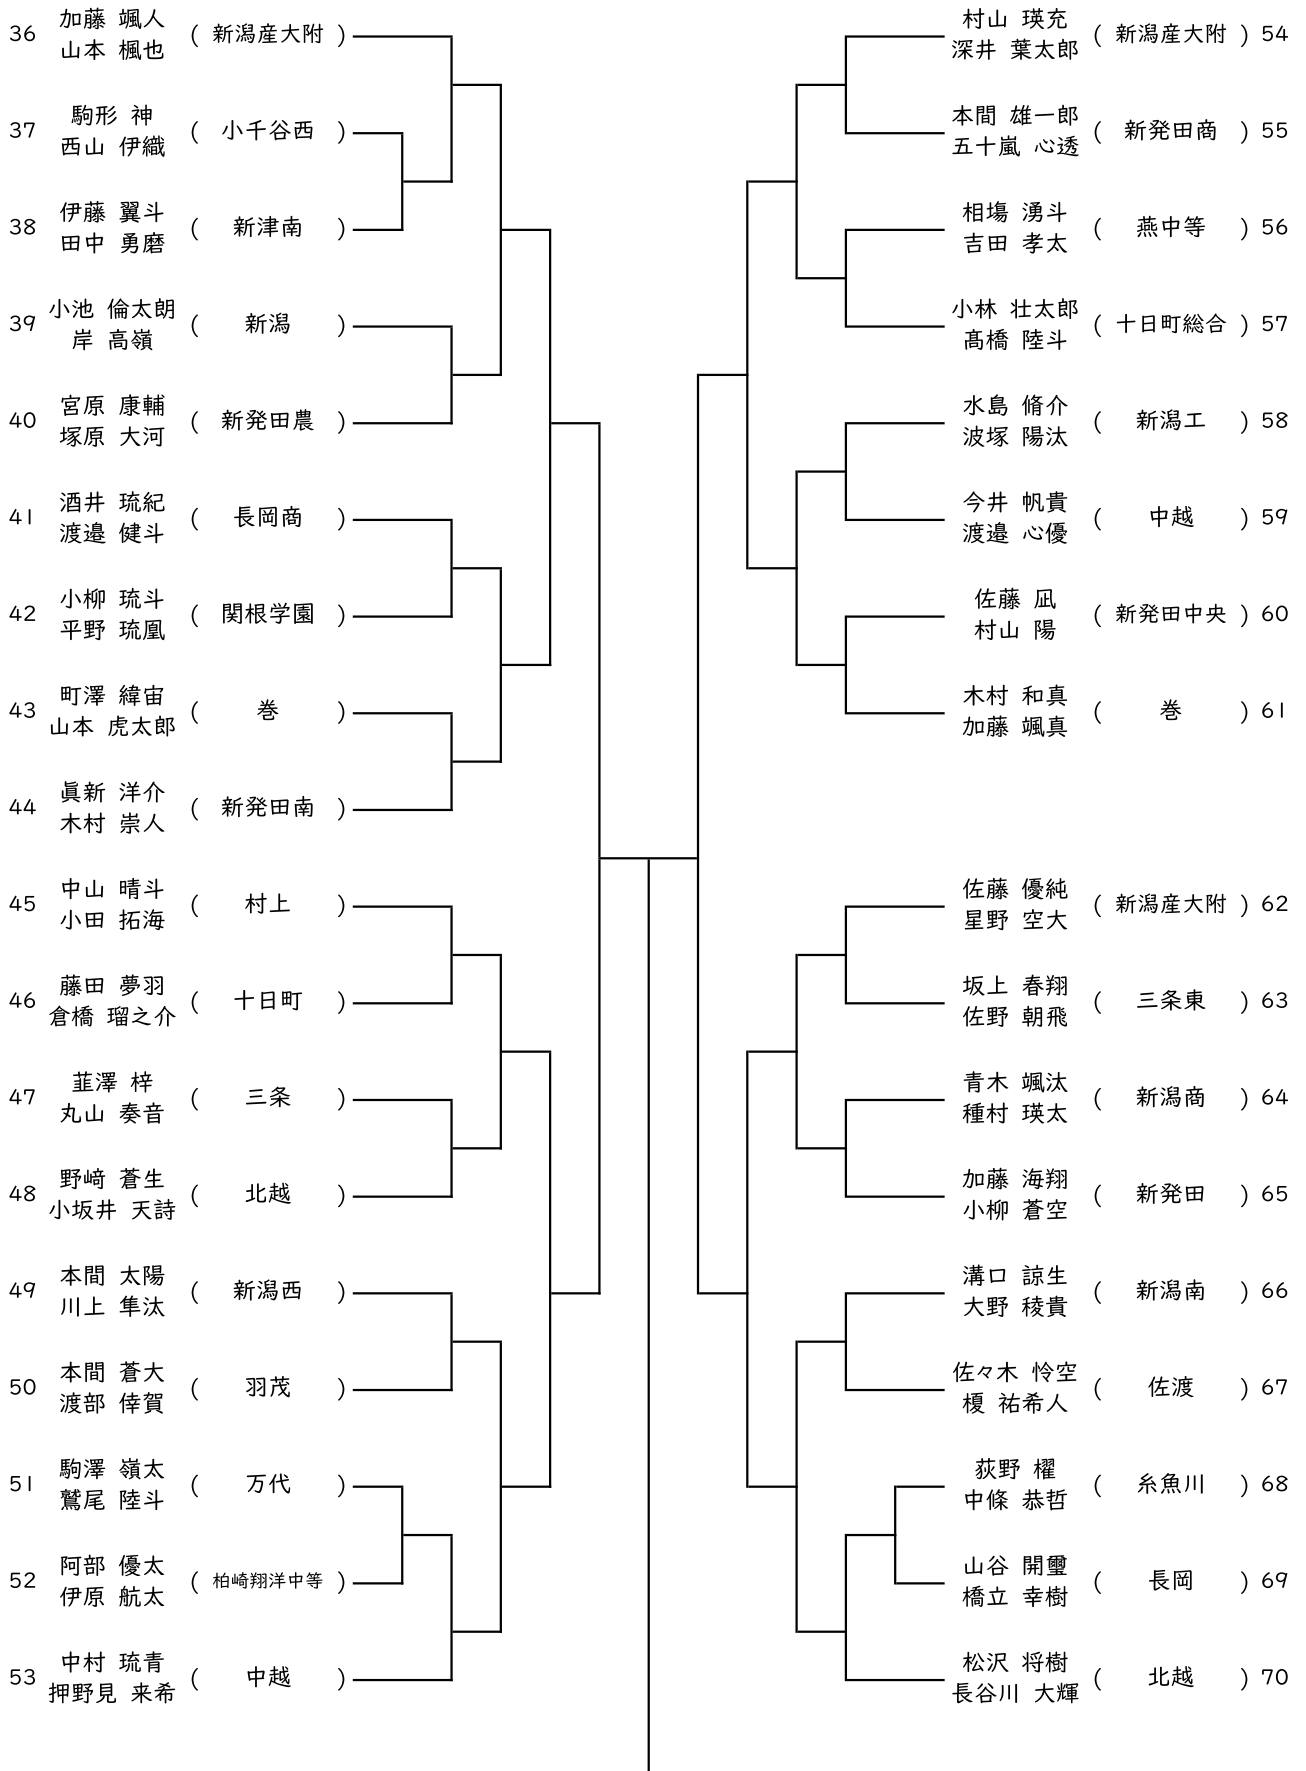 36 加藤 颯人 ( 新潟産大附 )
山本 楓也
37 駒形 神 ( 小千谷西 )
西山 伊織
38 伊藤 翼斗 ( 新津南 )
田中 勇磨
39 小池 倫太朗 ( 新潟 )
岸 高嶺
40 宮原 康輔 ( 新発田農 )
塚原 大河
41 酒井 琉紀 ( 長岡商 )
渡邉 健斗
42 小柳 琉斗 ( 関根学園 )
平野 琉凰
43 町澤 緯宙 ( 巻 )
山本 虎太郎
44 眞新 洋介 ( 新発田南 )
木村 崇人
45 中山 晴斗 ( 村上 )
小田 拓海
46 藤田 夢羽 ( 十日町 )
倉橋 瑠之介
47 韮澤 梓 ( 三条 )
丸山 奏音
48 野﨑 蒼生 ( 北越 )
小坂井 天詩
49 本間 太陽 ( 新潟西 )
川上 隼汰
50 本間 蒼大 ( 羽茂 )
渡部 倖賀
51 駒澤 嶺太 ( 万代 )
鷲尾 陸斗
52 阿部 優太 ( 柏崎翔洋中等 )
伊原 航太
53 中村 琉青 ( 中越 )
押野見 来希
村山 瑛充 ( 新潟産大附 ) 54
深井 葉太郎
本間 雄一郎 ( 新発田商 ) 55
五十嵐 心透
相塲 湧斗 ( 燕中等 ) 56
吉田 孝太
小林 壮太郎 ( 十日町総合 ) 57
髙橋 陸斗
水島 脩介 ( 新潟工 ) 58
波塚 陽汰
今井 帆貴 ( 中越 ) 59
渡邉 心優
佐藤 凪 ( 新発田中央 ) 60
村山 陽
木村 和真 ( 巻 ) 61
加藤 颯真
佐藤 優純 ( 新潟産大附 ) 62
星野 空大
坂上 春翔 ( 三条東 ) 63
佐野 朝飛
青木 颯汰 ( 新潟商 ) 64
種村 瑛太
加藤 海翔 ( 新発田 ) 65
小柳 蒼空
溝口 諒生 ( 新潟南 ) 66
大野 稜貴
佐々木 怜空 ( 佐渡 ) 67
榎 祐希人
荻野 櫂 ( 糸魚川 ) 68
中條 恭哲
山谷 開璽 ( 長岡 ) 69
橋立 幸樹
松沢 将樹 ( 北越 ) 70
長谷川 大輝